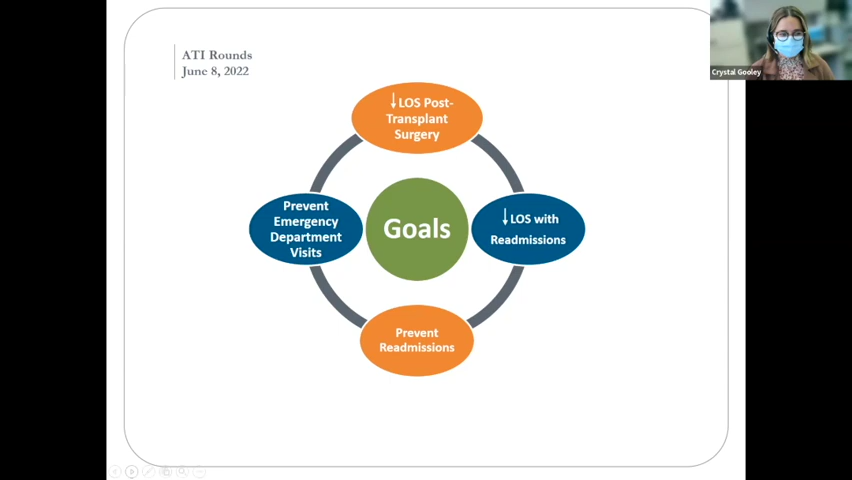 ATI Rounds
June 8, 2022
Crystal Gooley
↓LOS Post-
Transplant
Surgery
Prevent
Emergency
Department
Visits
Goals
↓LOS with
Readmissions
Prevent
Readmissions